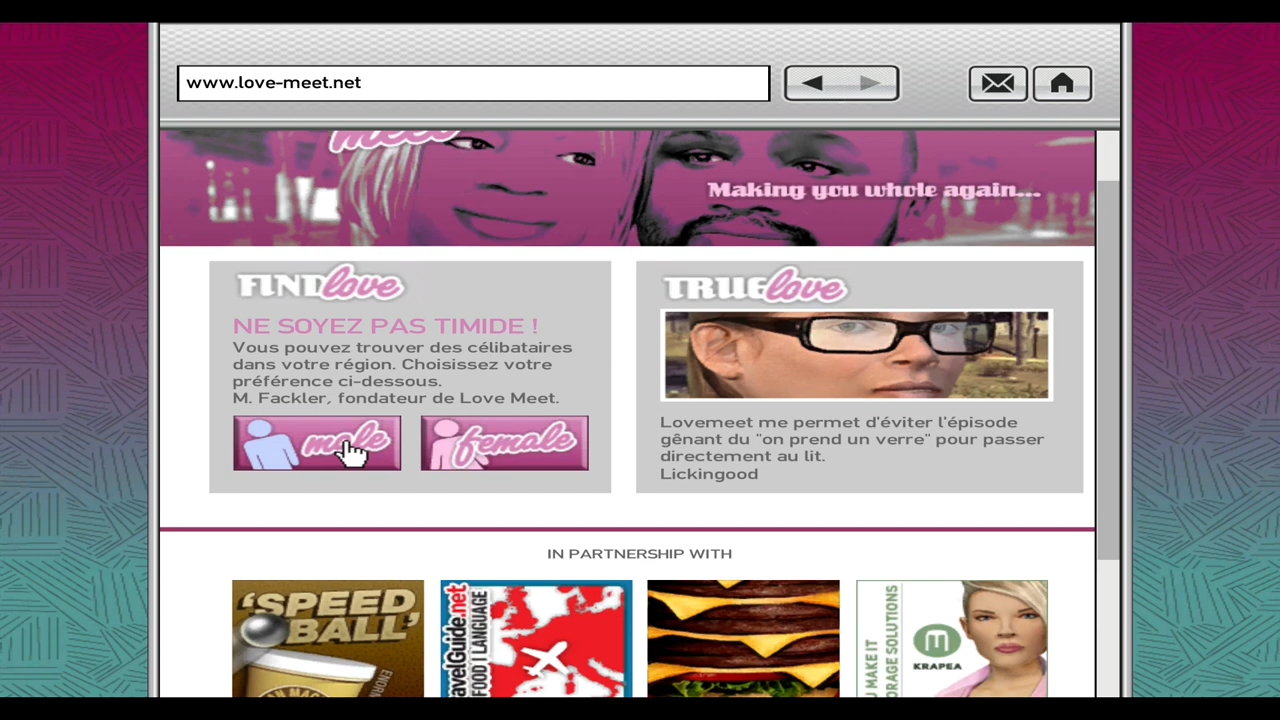 www.love-meet.net
meet
Making you whole again...
FINDlove
TRUElove
NE SOYEZ PAS TIMIDE !
Vous pouvez trouver des célibataires
dans votre région. Choisissez votre
préférence ci-dessous.
M. Fackler, fondateur de Love Meet.
male
female
Lovemeet me permet d'éviter l'épisode
gênant du "on prend un verre" pour passer
directement au lit.
Lickingood
IN PARTNERSHIP WITH
'SPEED
BALL'
avelGuide.net
FOOD | LANGUAGE
U MAKE IT
ORAGE SOLUTIONS
KRAPEA